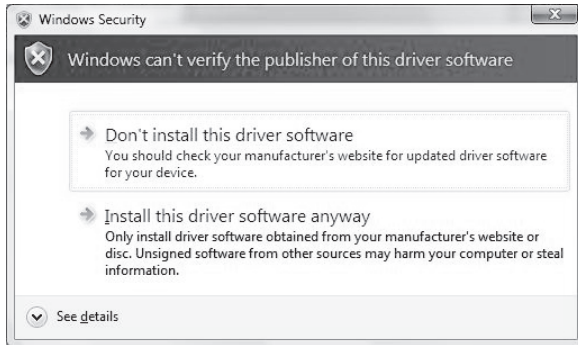 Windows Security
Windows can't verify the publisher of this driver software
Don't install this driver software
You should check your manufacturer's website for updated driver software
for your device.
Install this driver software anyway
Only install driver software obtained from your manufacturer's website or
disc. Unsigned software from other sources may harm your computer or steal
information.
See details